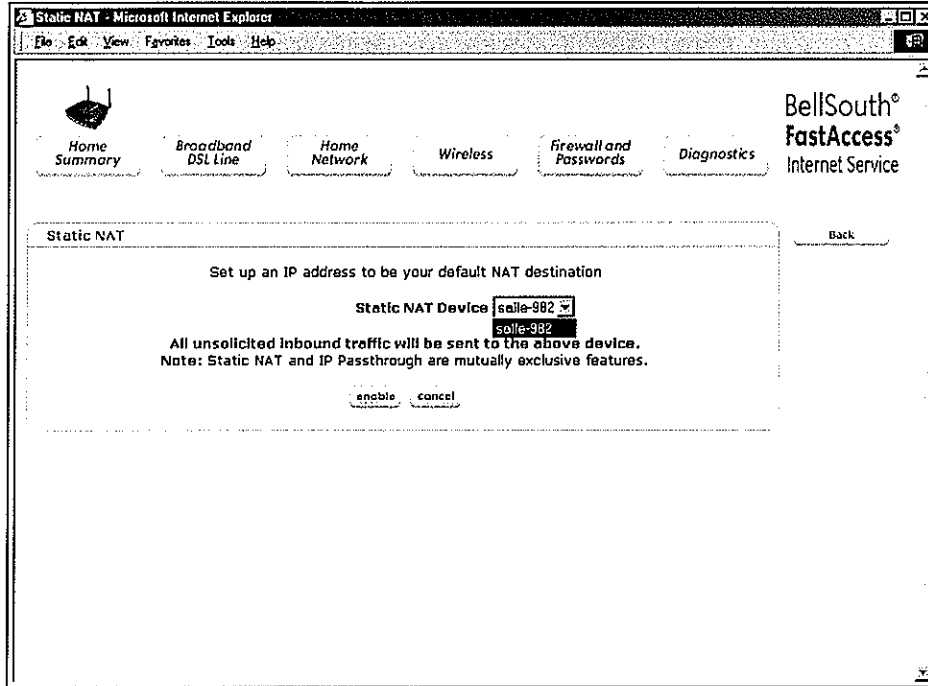 Static NAT - Microsoft Internet Explorer
File Edit View Favorites Tools Help
BellSouth®
FastAccess®
Internet Service
Home Summary
Broadband DSL Line
Home Network
Wireless
Firewall and Passwords
Diagnostics
Static NAT
Back
Set up an IP address to be your default NAT destination
Static NAT Device solle-982
solle-982
All unsolicited inbound traffic will be sent to the above device.
Note: Static NAT and IP Passthrough are mutually exclusive features.
enable cancel